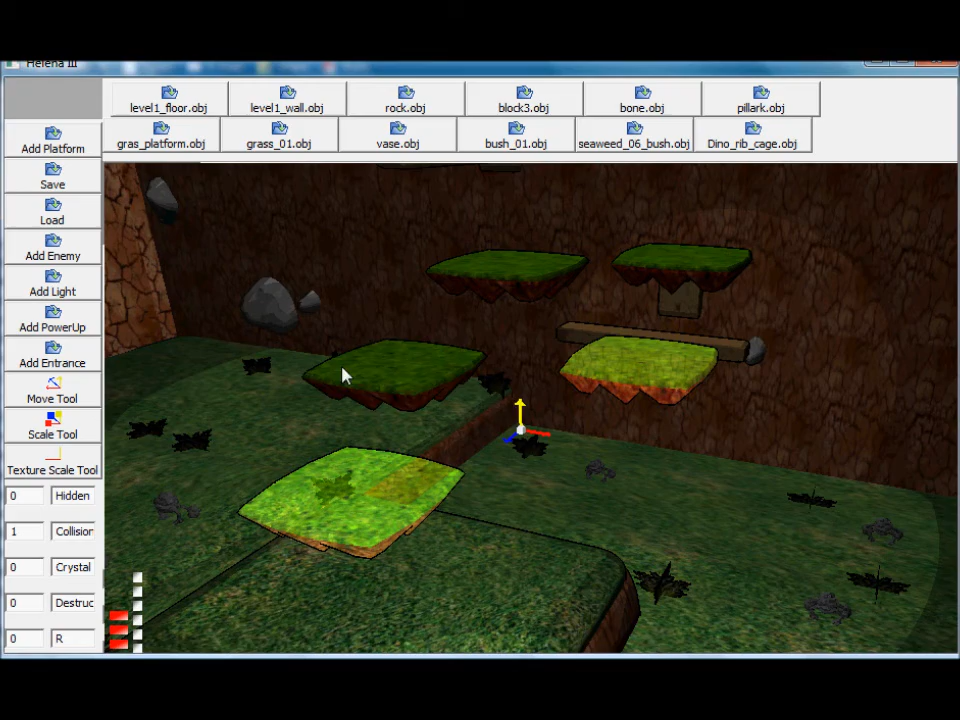 Helena III
level1_floor.obj level1_wall.obj rock.obj block3.obj bone.obj pillark.obj
gras_platform.obj grass_01.obj vase.obj bush_01.obj seaweed_06_bush.obj Dino_rib_cage.obj
Add Platform
Save
Load
Add Enemy
Add Light
Add PowerUp
Add Entrance
Move Tool
Scale Tool
Texture Scale Tool
0 Hidden
1 Collision
0 Crystal
0 Destruc
0 R